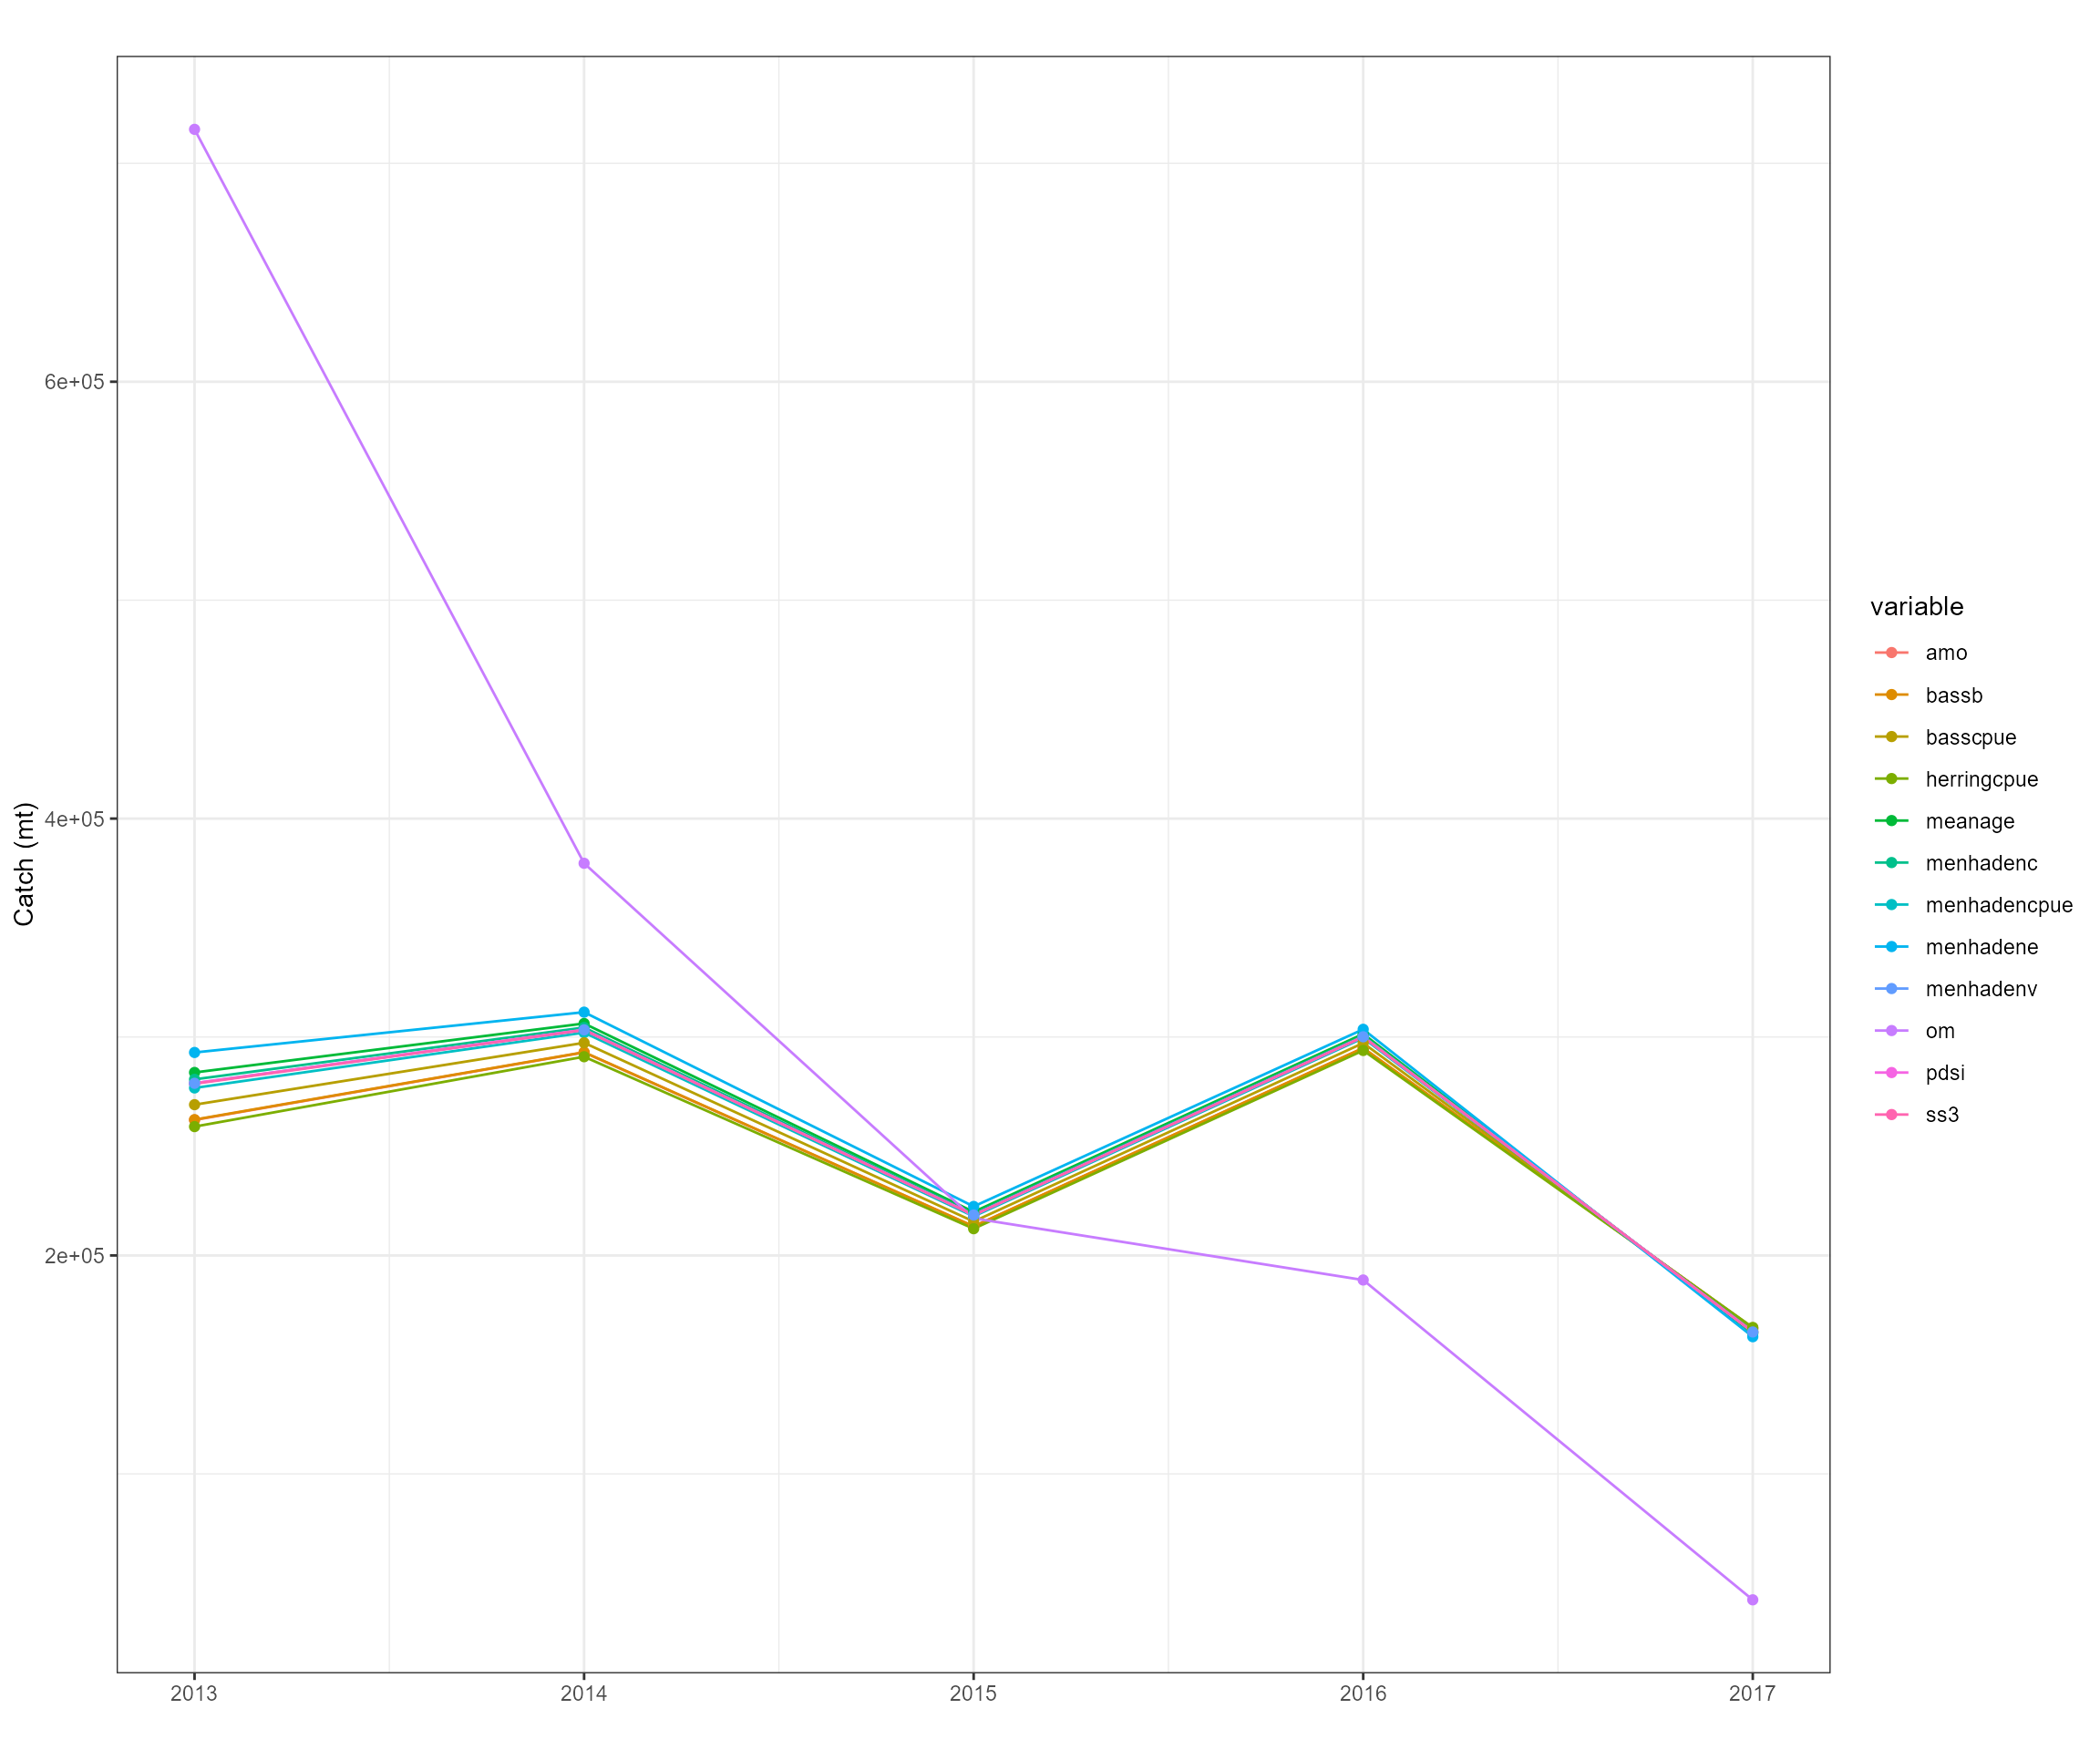 Catch (mt)
6e+05
4e+05
2e+05
2013
2014
2015
2016
2017
variable
amo
bassb
basscpue
herringcpue
meanage
menhadenc
menhadencpue
menhadene
menhadenv
om
pdsi
ss3